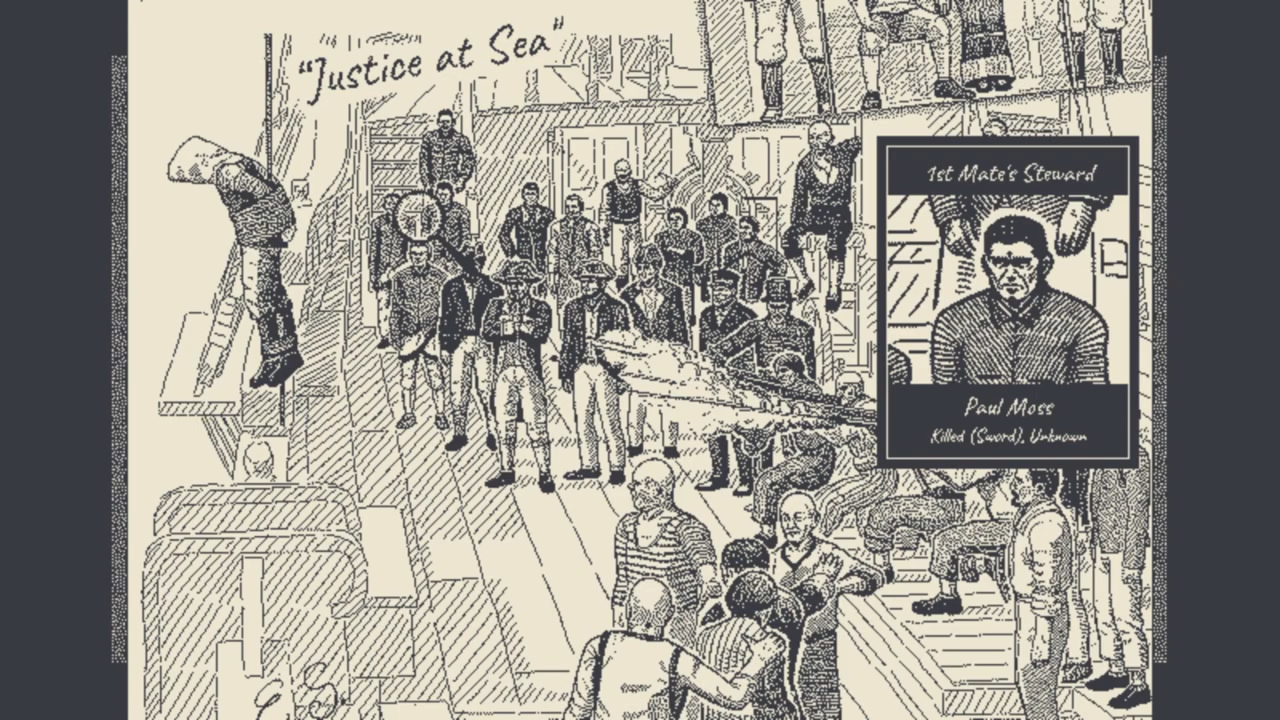 "Justice at Sea"
1st Mate's Steward
Paul Moss
Killed (Sword), Unknown